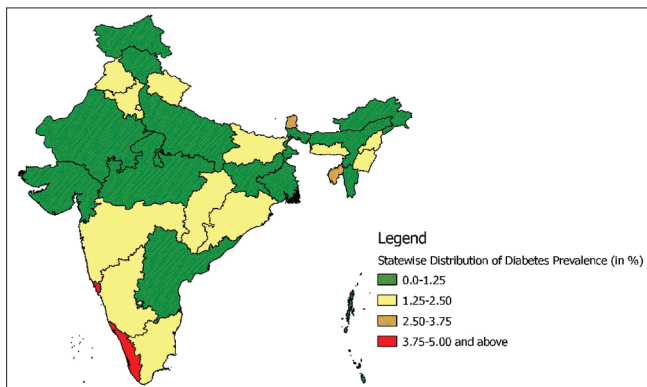 Legend
Statewise Distribution of Diabetes Prevalence (in %)
0.0-1.25
1.25-2.50
2.50-3.75
3.75-5.00 and above